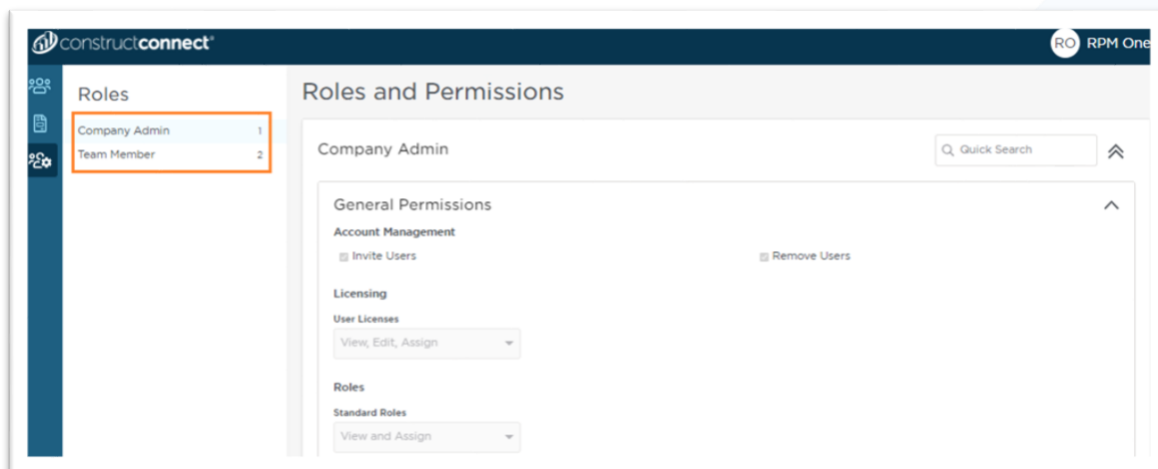 constructconnect®
RO RPM One
Roles
Company Admin 1
Team Member 2
Roles and Permissions
Company Admin
Quick Search
General Permissions
Account Management
Invite Users
Remove Users
Licensing
User Licenses
View, Edit, Assign
Roles
Standard Roles
View and Assign